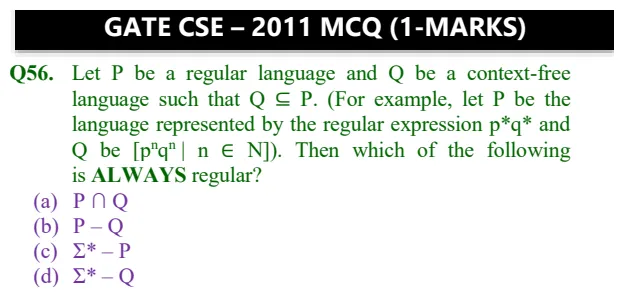 GATE CSE – 2011 MCQ (1-MARKS)
Q56. Let P be a regular language and Q be a context-free
language such that Q ⊆ P. (For example, let P be the
language represented by the regular expression p*q* and
Q be [pⁿqⁿ | n ∈ N]). Then which of the following
is ALWAYS regular?
(a) P ⋂ Q
(b) P – Q
(c) Σ* – P
(d) Σ* – Q